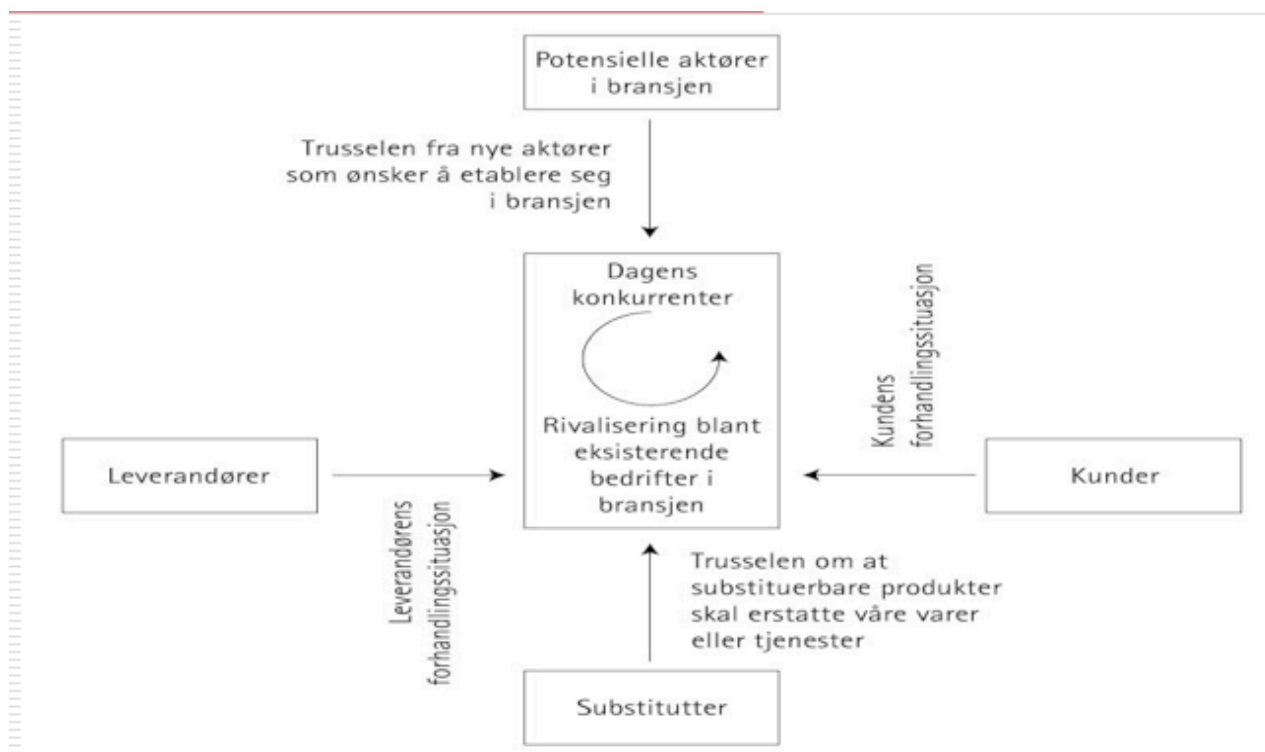 Potensielle aktører
i bransjen
Trusselen fra nye aktører
som ønsker å etablere seg
i bransjen
Dagens
konkurrenter
Rivalisering blant
eksisterende
bedrifter i
bransjen
Kundens
forhandlingssituasjon
Leverandører
Kunder
Leverandørens
forhandlingssituasjon
Trusselen om at
substituerbare produkter
skal erstatte våre varer
eller tjenester
Substitutter